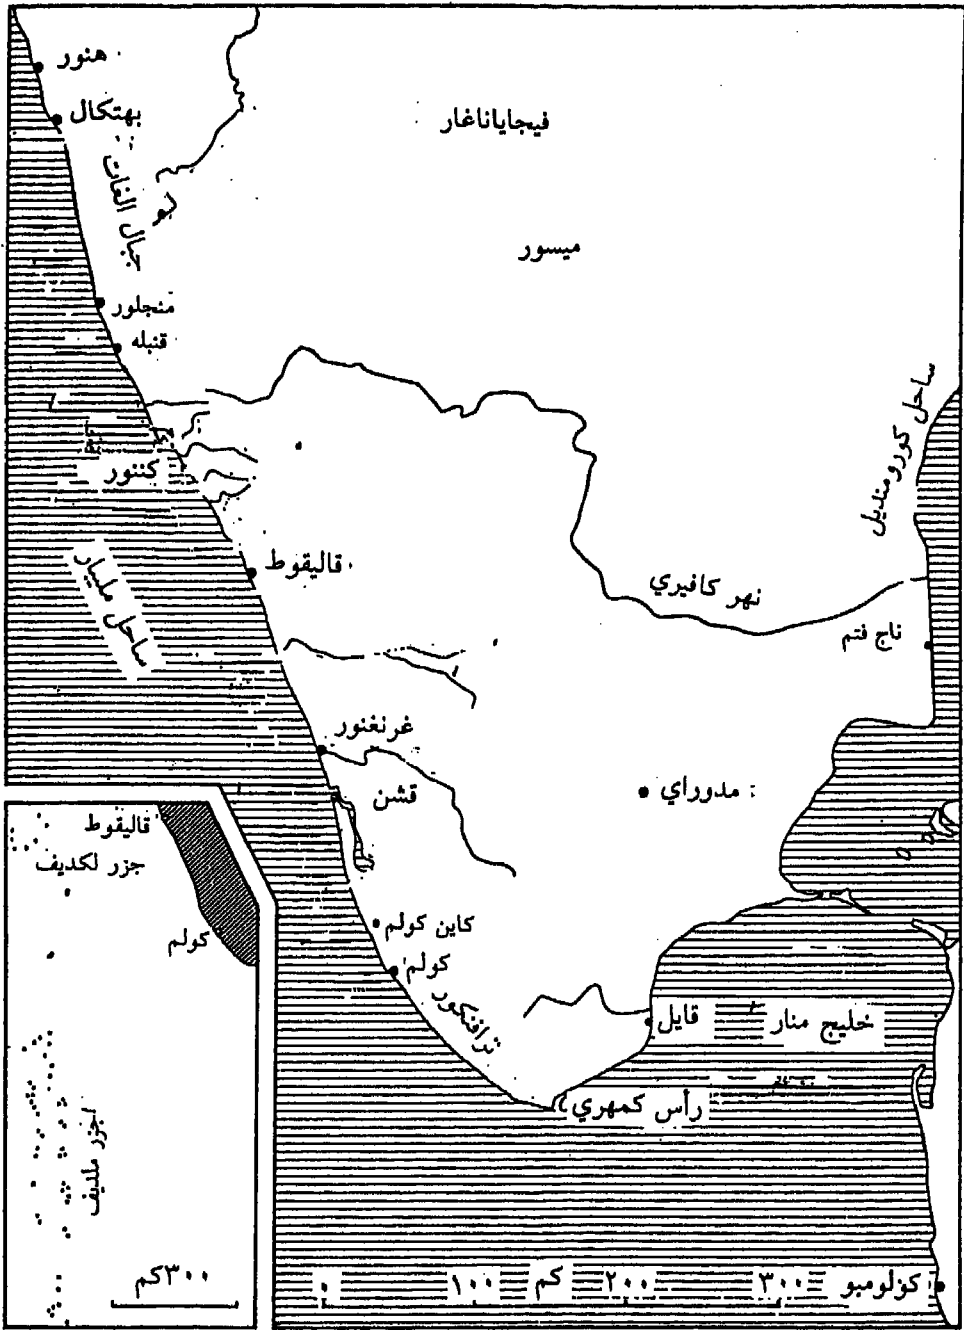 هنور
بهتكال
فيجاياناغار
جبال الغات
ميسور
منجلور
قنبله
ساحل كورومنديل
كننور
قاليقوط
ساحل مليبار
نهر كافيري
ناج فتم
غرنغنور
قشن
مدوراي
قاليقوط
جزر لكديف
كاين كولم
كولم
كولم
ترافنكور
قايل
خليج منار
رأس كمهري
جزر ملديف
٣٠٠كم
٠ ١٠٠ كم ٢٠٠ ٣٠٠
كولومبو